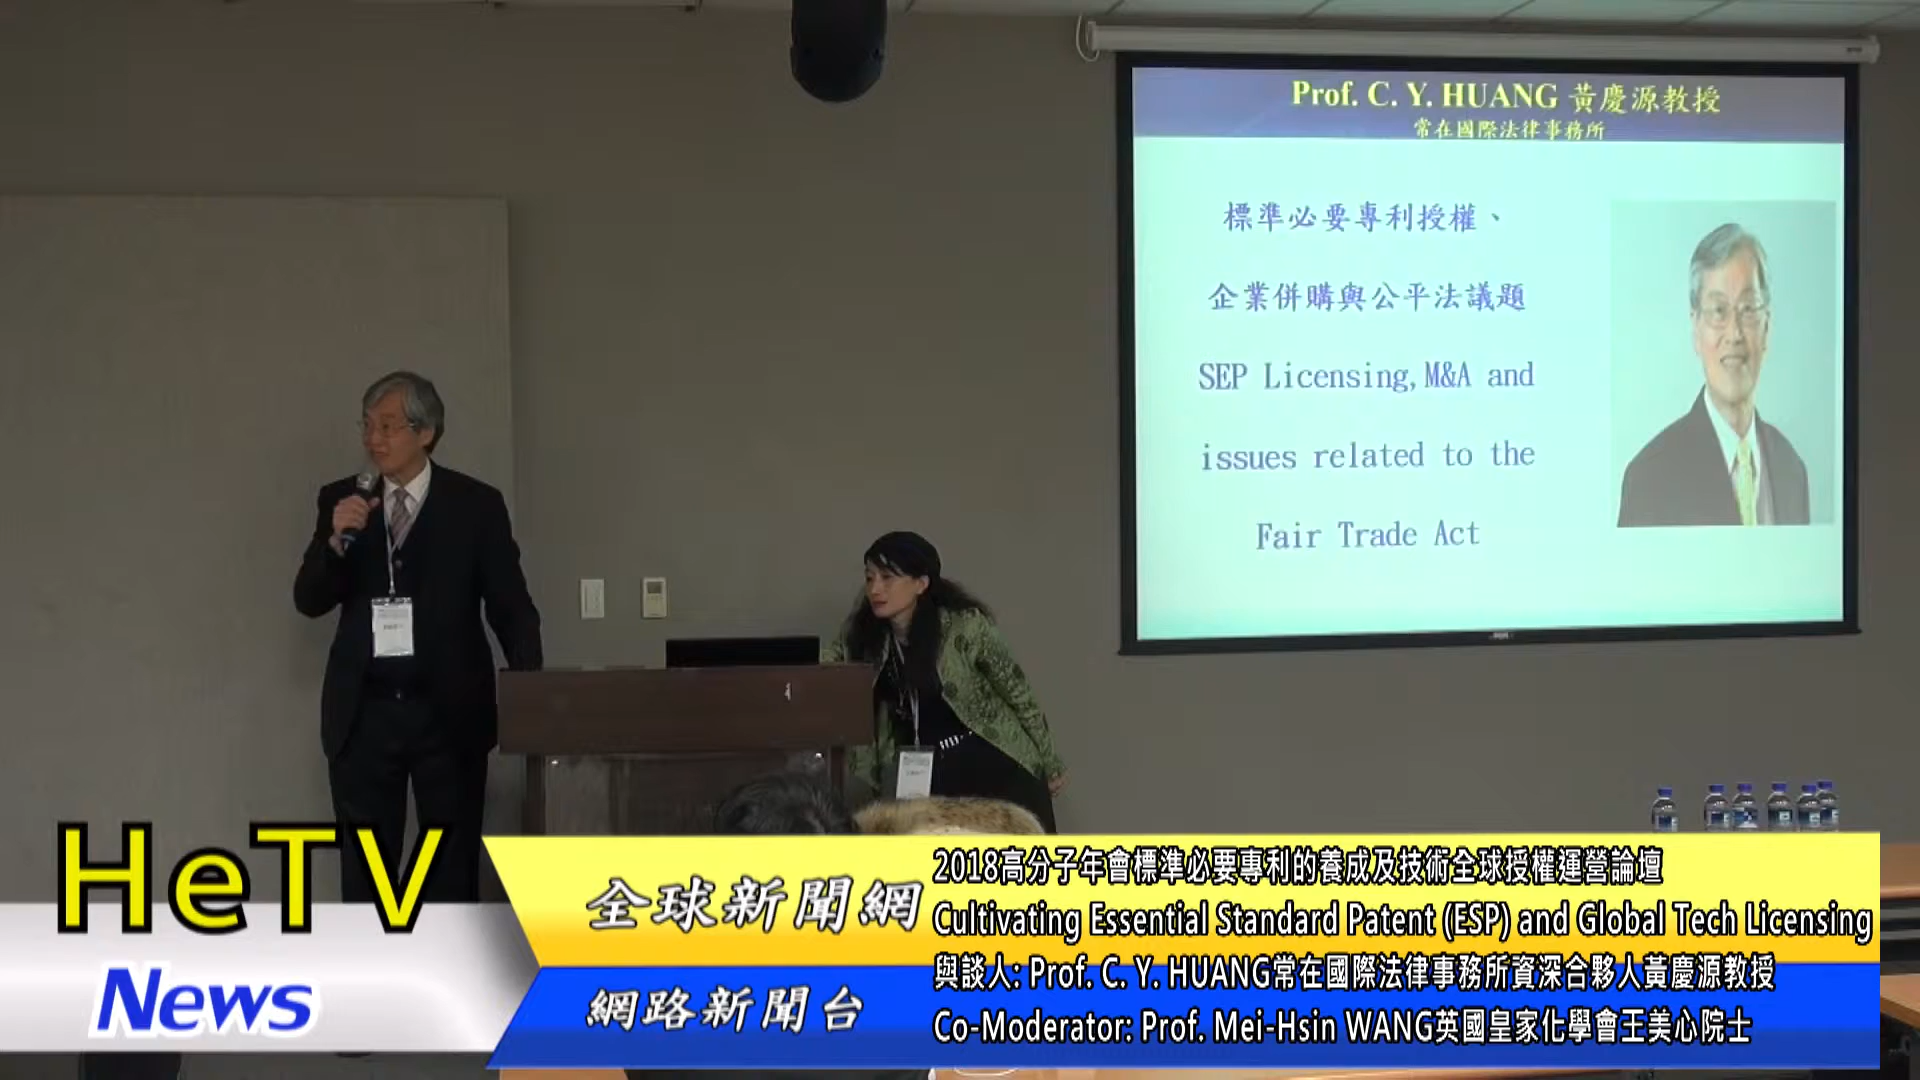 Prof. C. Y. HUANG 黃慶源教授
常在國際法律事務所
標準必要專利授權、
企業併購與公平法議題
SEP Licensing,M&A and
issues related to the
Fair Trade Act
HeTV
News
全球新聞網
網路新聞台
2018高分子年會標準必要專利的養成及技術全球授權運營論壇
Cultivating Essential Standard Patent (ESP) and Global Tech Licensing
與談人: Prof. C. Y. HUANG常在國際法律事務所資深合夥人黃慶源教授
Co-Moderator: Prof. Mei-Hsin WANG英國皇家化學會王美心院士